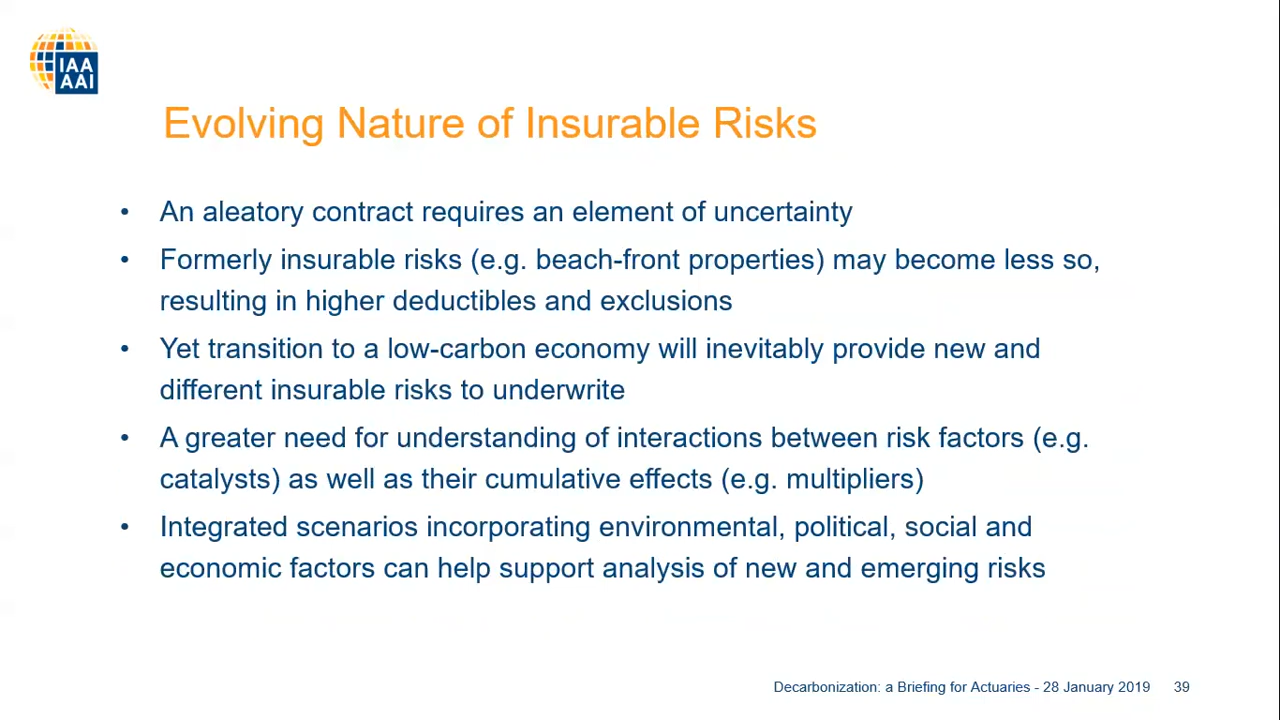 IAA
AAI
Evolving Nature of Insurable Risks
• An aleatory contract requires an element of uncertainty
• Formerly insurable risks (e.g. beach-front properties) may become less so,
resulting in higher deductibles and exclusions
• Yet transition to a low-carbon economy will inevitably provide new and
different insurable risks to underwrite
• A greater need for understanding of interactions between risk factors (e.g.
catalysts) as well as their cumulative effects (e.g. multipliers)
• Integrated scenarios incorporating environmental, political, social and
economic factors can help support analysis of new and emerging risks
Decarbonization: a Briefing for Actuaries - 28 January 2019 39